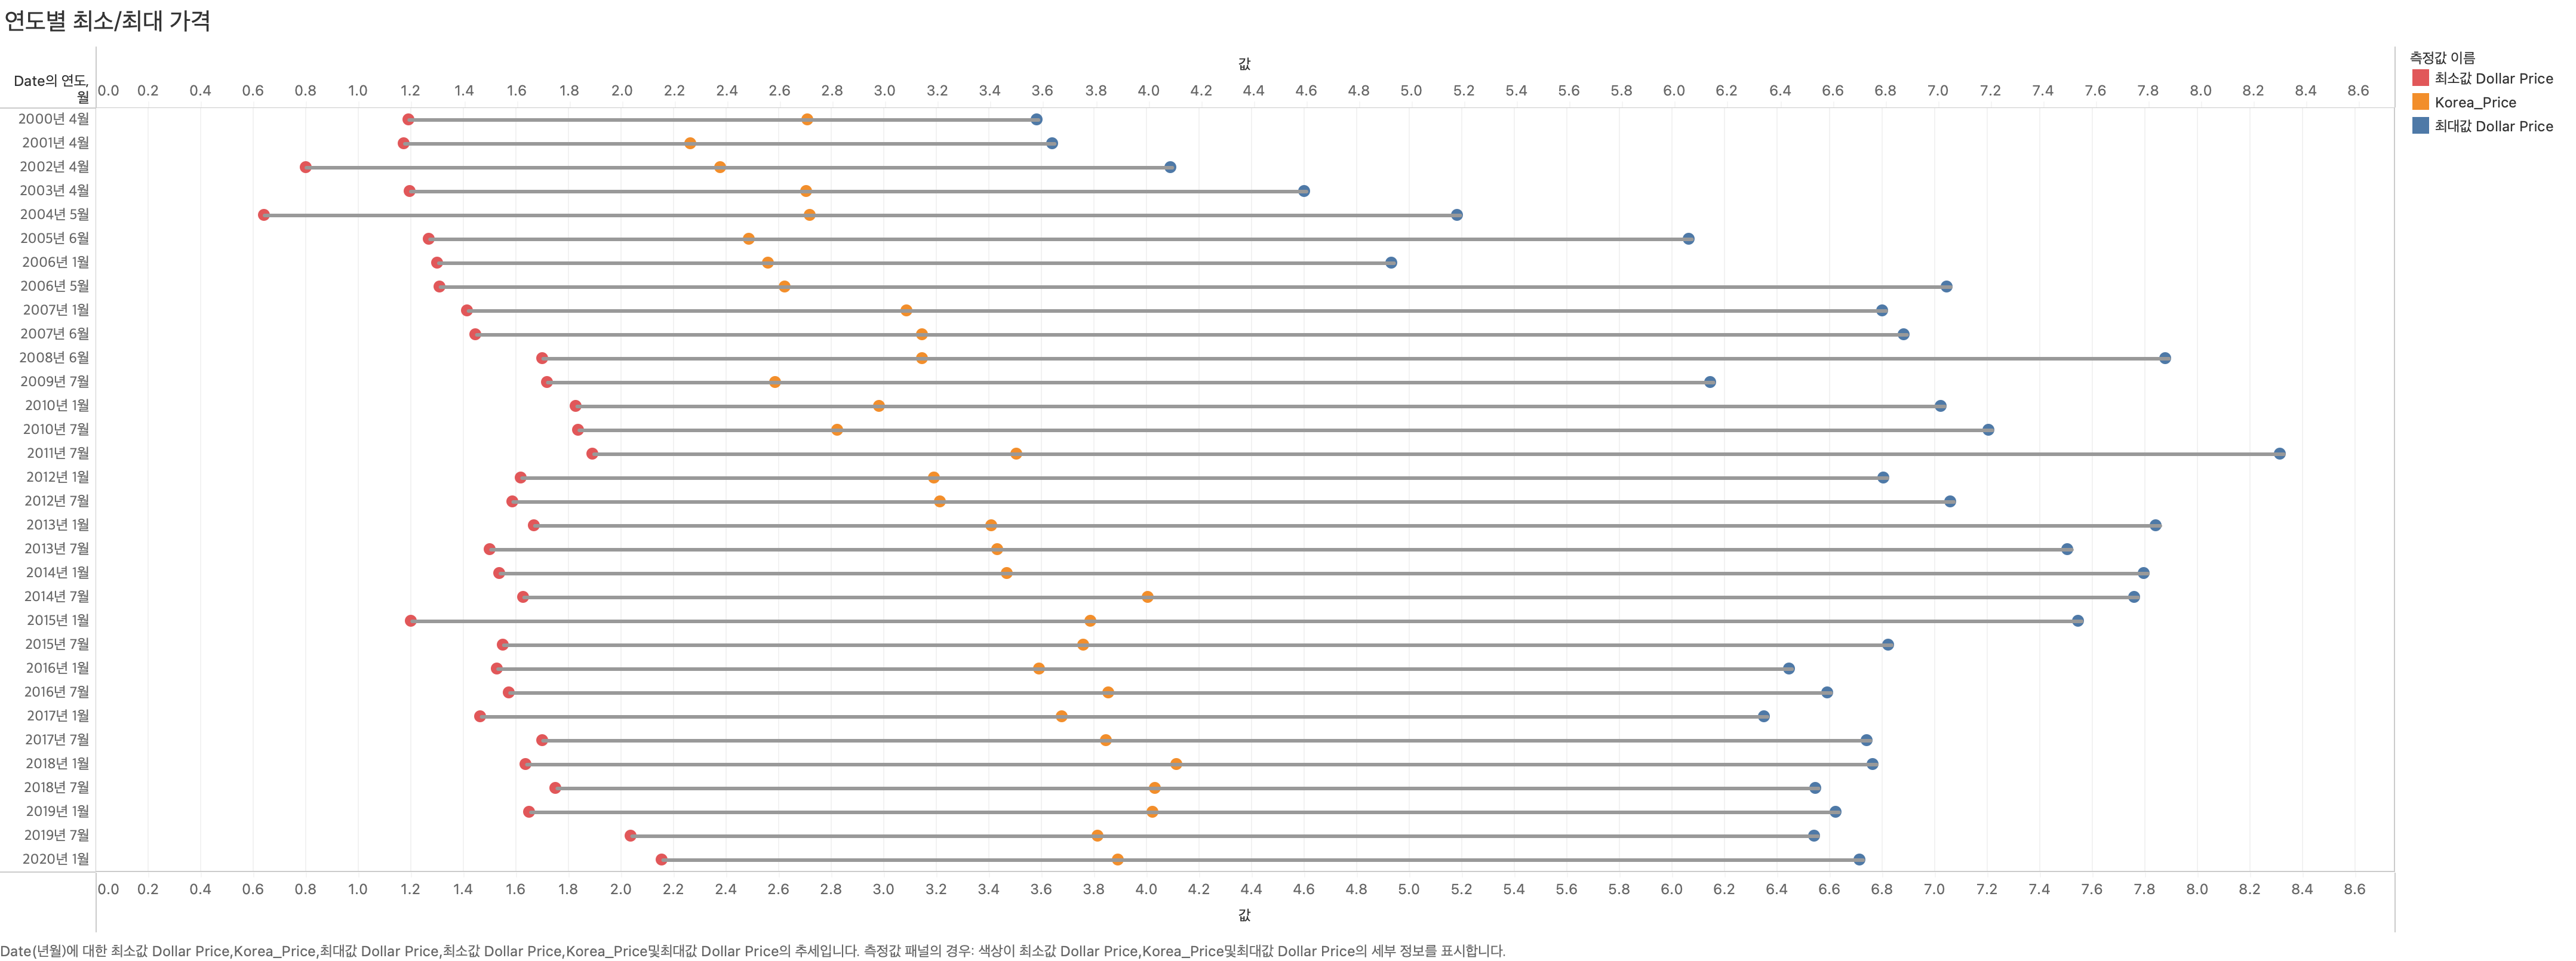 연도별 최소/최대 가격
값
측정값 이름
Date의 연도,
월
0.0 0.2 0.4 0.6 0.8 1.0 1.2 1.4 1.6 1.8 2.0 2.2 2.4 2.6 2.8 3.0 3.2 3.4 3.6 3.8 4.0 4.2 4.4 4.6 4.8 5.0 5.2 5.4 5.6 5.8 6.0 6.2 6.4 6.6 6.8 7.0 7.2 7.4 7.6 7.8 8.0 8.2 8.4 8.6
최소값 Dollar Price
Korea_Price
최대값 Dollar Price
2000년 4월
2001년 4월
2002년 4월
2003년 4월
2004년 5월
2005년 6월
2006년 1월
2006년 5월
2007년 1월
2007년 6월
2008년 6월
2009년 7월
2010년 1월
2010년 7월
2011년 7월
2012년 1월
2012년 7월
2013년 1월
2013년 7월
2014년 1월
2014년 7월
2015년 1월
2015년 7월
2016년 1월
2016년 7월
2017년 1월
2017년 7월
2018년 1월
2018년 7월
2019년 1월
2019년 7월
2020년 1월
0.0 0.2 0.4 0.6 0.8 1.0 1.2 1.4 1.6 1.8 2.0 2.2 2.4 2.6 2.8 3.0 3.2 3.4 3.6 3.8 4.0 4.2 4.4 4.6 4.8 5.0 5.2 5.4 5.6 5.8 6.0 6.2 6.4 6.6 6.8 7.0 7.2 7.4 7.6 7.8 8.0 8.2 8.4 8.6
값
Date(년월)에 대한 최소값 Dollar Price,Korea_Price,최대값 Dollar Price,최소값 Dollar Price,Korea_Price및최대값 Dollar Price의 추세입니다. 측정값 패널의 경우: 색상이 최소값 Dollar Price,Korea_Price및최대값 Dollar Price의 세부 정보를 표시합니다.